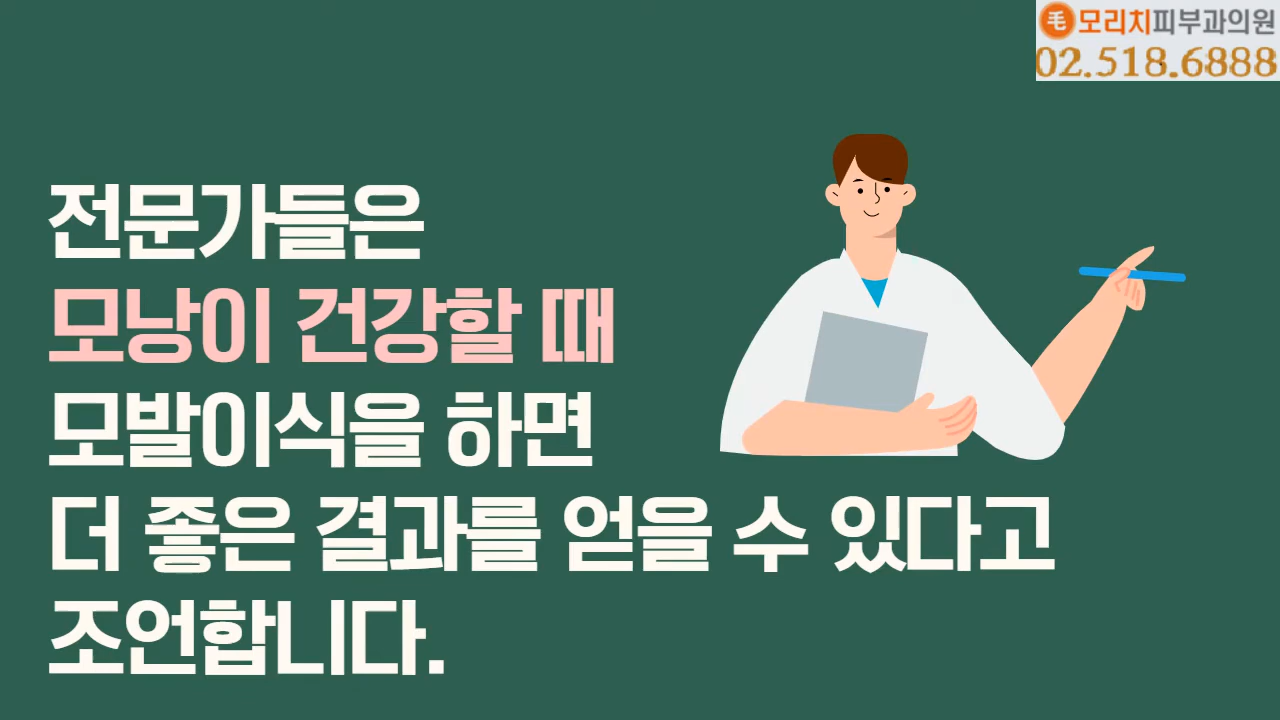 毛 모리치피부과의원
02.518.6888
전문가들은
모낭이 건강할 때
모발이식을 하면
더 좋은 결과를 얻을 수 있다고
조언합니다.